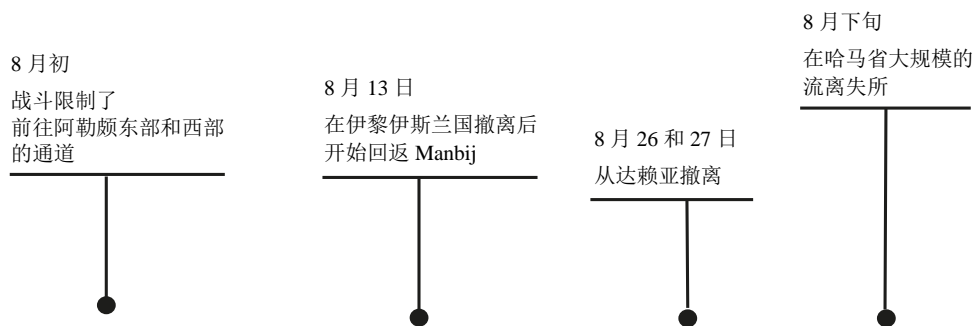 8 月初
战斗限制了
前往阿勒颇东部和西部
的通道
8 月 13 日
在伊黎伊斯兰国撤离后
开始回返 Manbij
8 月 26 和 27 日
从达赖亚撤离
8 月下旬
在哈马省大规模的
流离失所